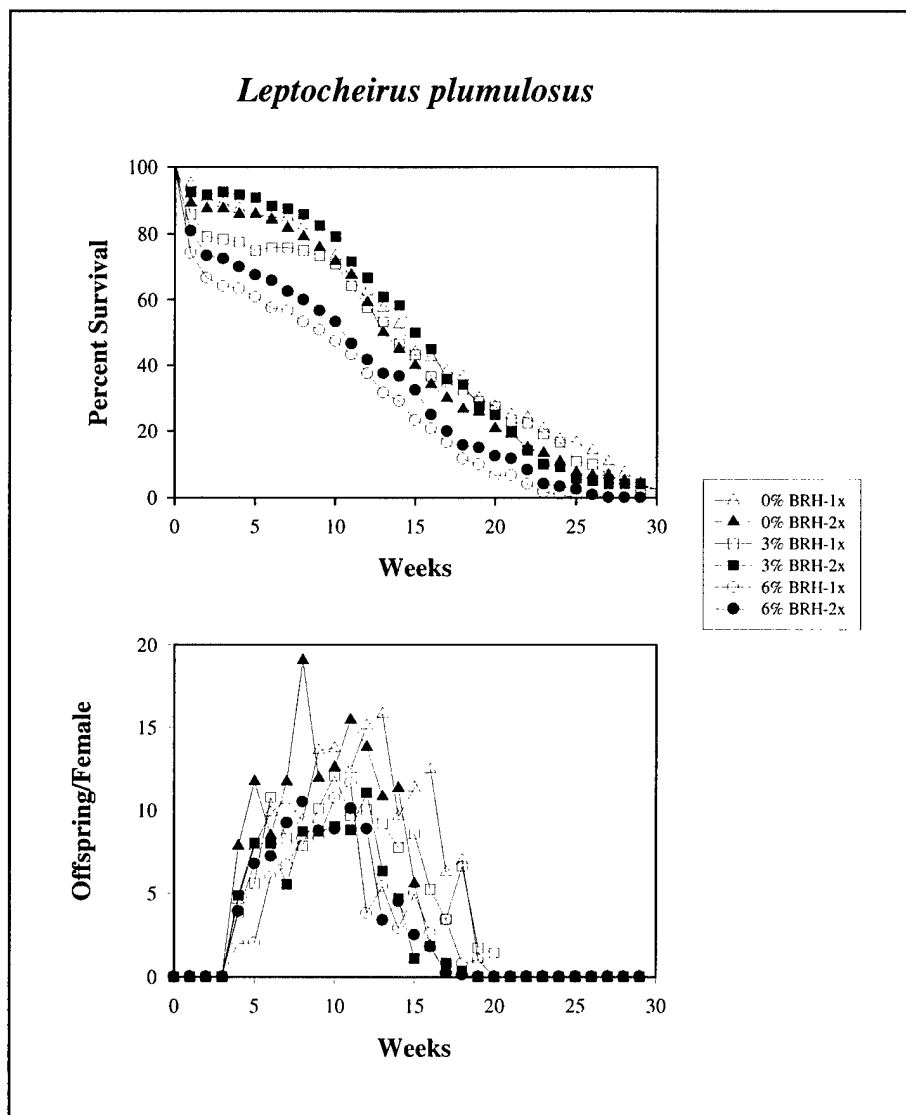 Leptocheirus plumulosus
Percent Survival
100
80
60
40
20
0
0 5 10 15 20 25 30
Weeks
0% BRH-1x
0% BRH-2x
3% BRH-1x
3% BRH-2x
6% BRH-1x
6% BRH-2x
Offspring/Female
20
15
10
5
0
0 5 10 15 20 25 30
Weeks